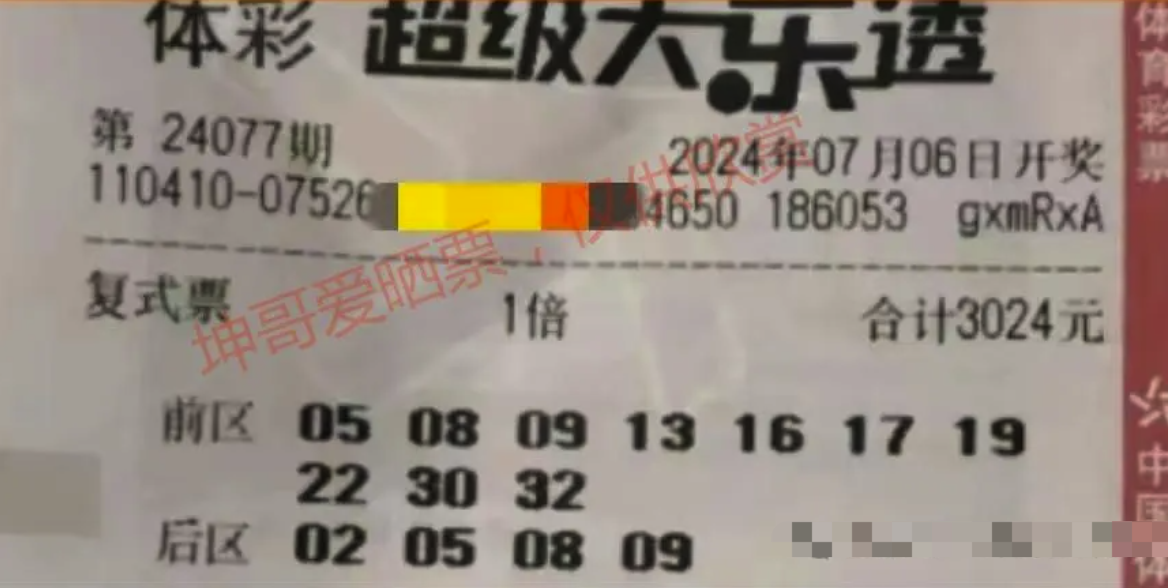 体彩 超级大乐透
第 24077期 2024年07月06日开奖
110410-07526 4650 186053 gxmRxA
复式票 1倍 合计3024元
前区 05 08 09 13 16 17 19
22 30 32
后区 02 05 08 09
坤哥爱晒票，仅供欣赏
体育彩票
中国体